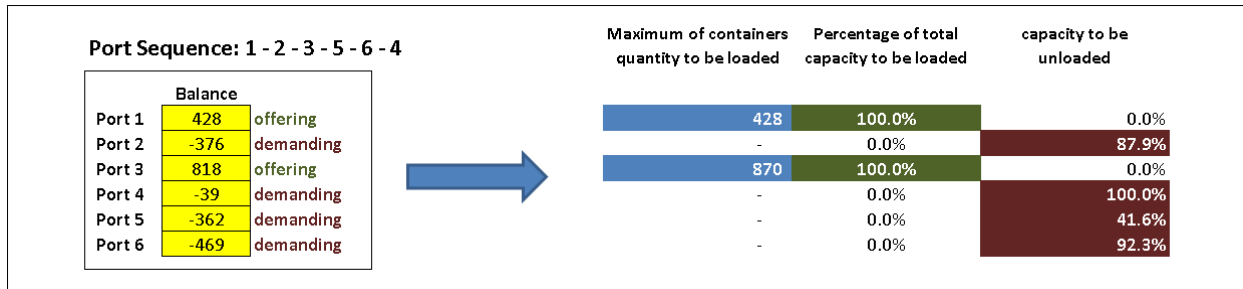 Port Sequence: 1 - 2 - 3 - 5 - 6 - 4
Balance
Port 1 428 offering
Port 2 -376 demanding
Port 3 818 offering
Port 4 -39 demanding
Port 5 -362 demanding
Port 6 -469 demanding
Maximum of containers Percentage of total capacity to be
quantity to be loaded capacity to be loaded unloaded
428 100.0% 0.0%
- 0.0% 87.9%
870 100.0% 0.0%
- 0.0% 100.0%
- 0.0% 41.6%
- 0.0% 92.3%